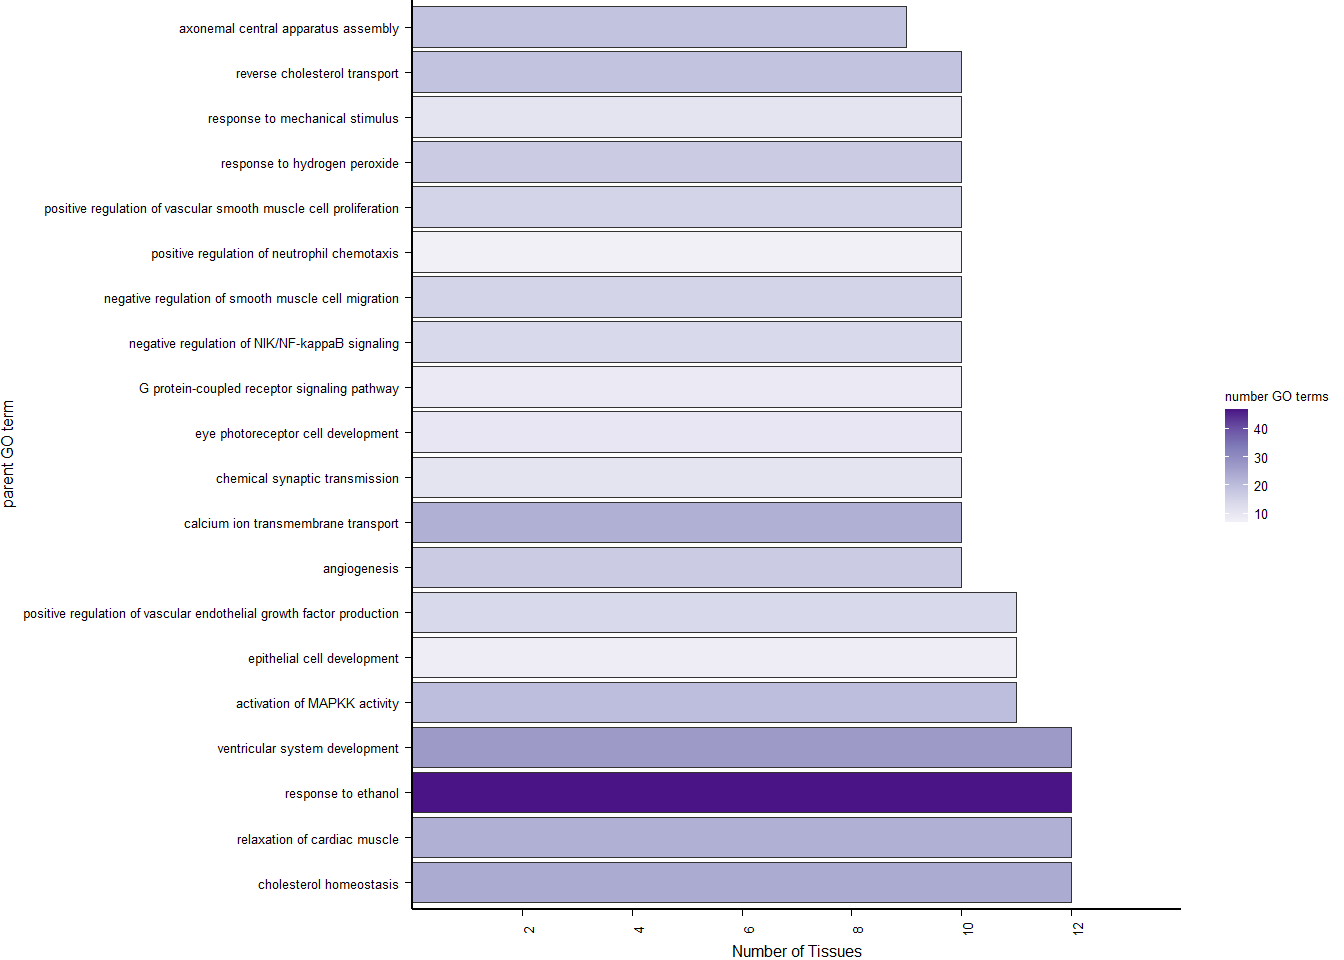 axonemal central apparatus assembly
reverse cholesterol transport
response to mechanical stimulus
response to hydrogen peroxide
positive regulation of vascular smooth muscle cell proliferation
positive regulation of neutrophil chemotaxis
negative regulation of smooth muscle cell migration
negative regulation of NIK/NF-kappaB signaling
G protein-coupled receptor signaling pathway
eye photoreceptor cell development
chemical synaptic transmission
calcium ion transmembrane transport
angiogenesis
positive regulation of vascular endothelial growth factor production
epithelial cell development
activation of MAPKK activity
ventricular system development
response to ethanol
relaxation of cardiac muscle
cholesterol homeostasis
parent GO term
2 4 6 8 10 12
Number of Tissues
number GO terms
40
30
20
10